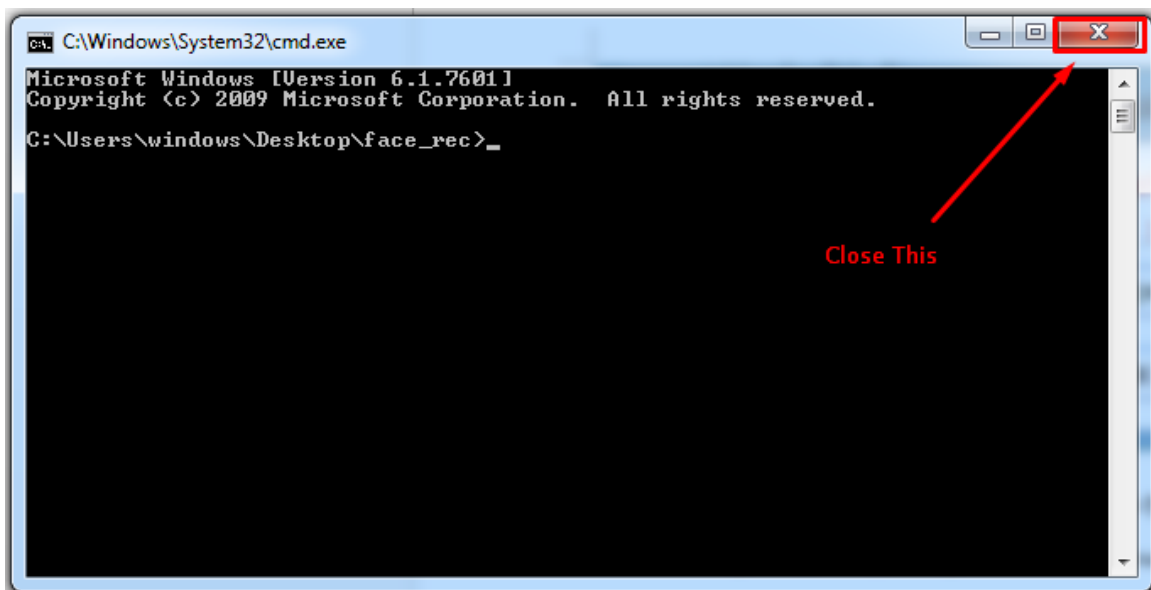 C:\Windows\System32\cmd.exe
Microsoft Windows [Version 6.1.7601]
Copyright (c) 2009 Microsoft Corporation.  All rights reserved.
C:\Users\windows\Desktop\face_rec>_
Close This